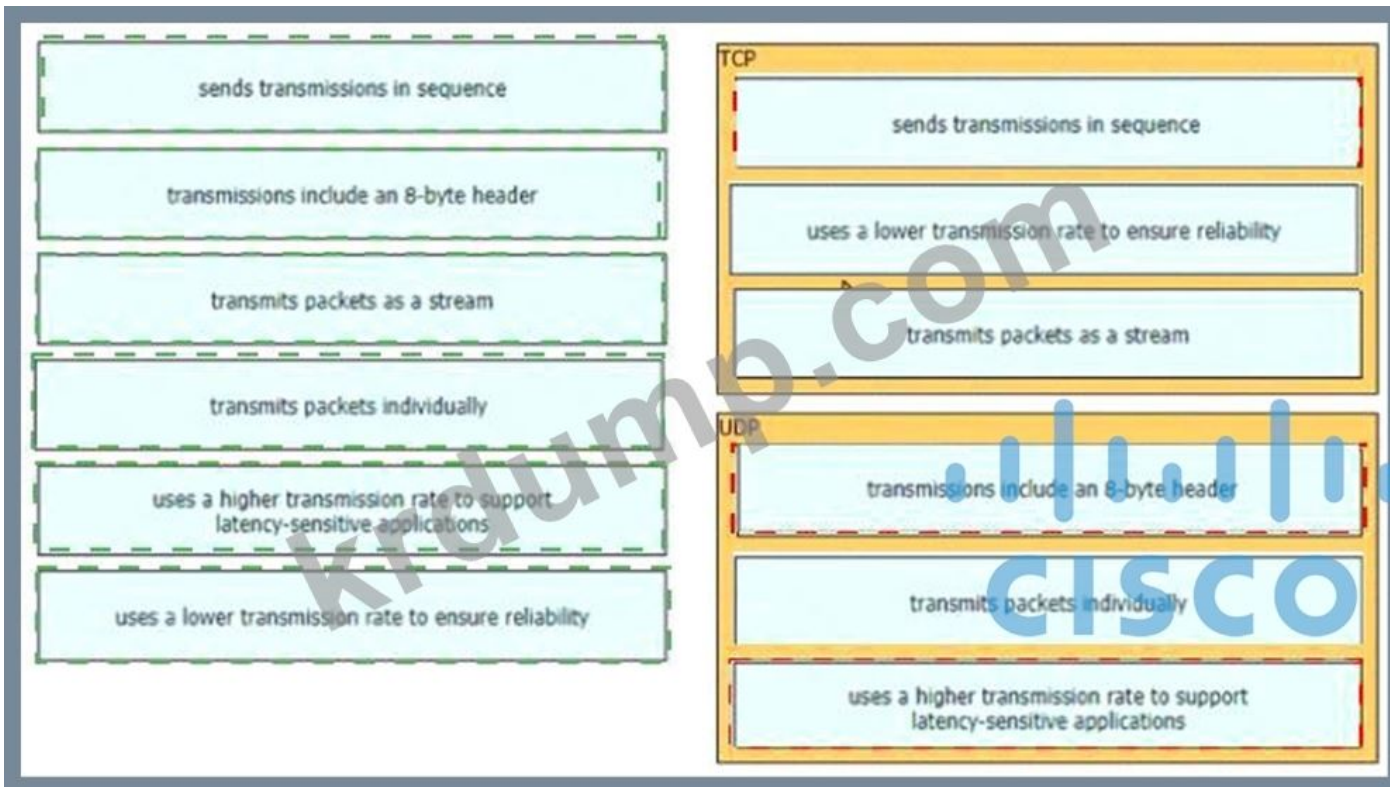 sends transmissions in sequence
transmissions include an 8-byte header
transmits packets as a stream
transmits packets individually
uses a higher transmission rate to support
latency-sensitive applications
uses a lower transmission rate to ensure reliability
TCP
sends transmissions in sequence
uses a lower transmission rate to ensure reliability
transmits packets as a stream
UDP
transmissions include an 8-byte header
transmits packets individually
uses a higher transmission rate to support
latency-sensitive applications
krdump.com
CISCO